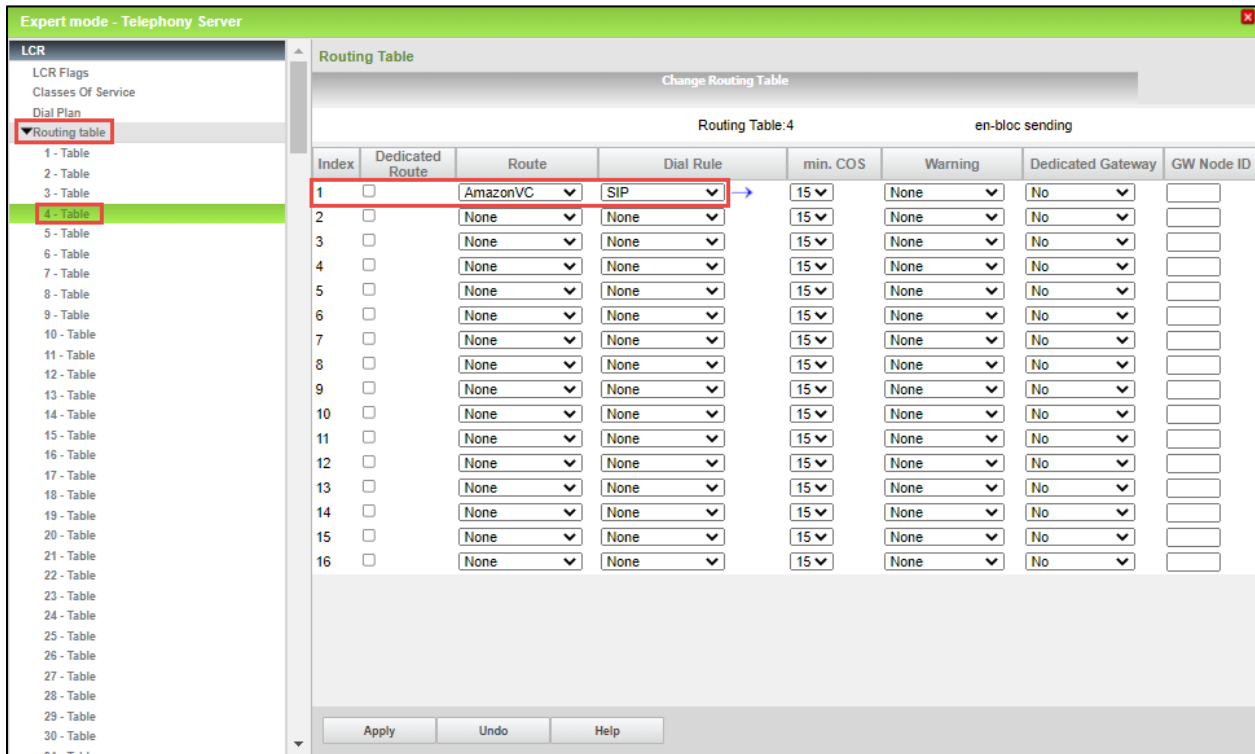 Expert mode - Telephony Server
LCR
LCR Flags
Classes Of Service
Dial Plan
Routing table
1 - Table
2 - Table
3 - Table
4 - Table
5 - Table
6 - Table
7 - Table
8 - Table
9 - Table
10 - Table
11 - Table
12 - Table
13 - Table
14 - Table
15 - Table
16 - Table
17 - Table
18 - Table
19 - Table
20 - Table
21 - Table
22 - Table
23 - Table
24 - Table
25 - Table
26 - Table
27 - Table
28 - Table
29 - Table
30 - Table
Routing Table
Change Routing Table
Routing Table:4 en-bloc sending
Index Dedicated Route Route Dial Rule min. COS Warning Dedicated Gateway GW Node ID
1 AmazonVC SIP 15 None No
2 None None 15 None No
3 None None 15 None No
4 None None 15 None No
5 None None 15 None No
6 None None 15 None No
7 None None 15 None No
8 None None 15 None No
9 None None 15 None No
10 None None 15 None No
11 None None 15 None No
12 None None 15 None No
13 None None 15 None No
14 None None 15 None No
15 None None 15 None No
16 None None 15 None No
Apply Undo Help